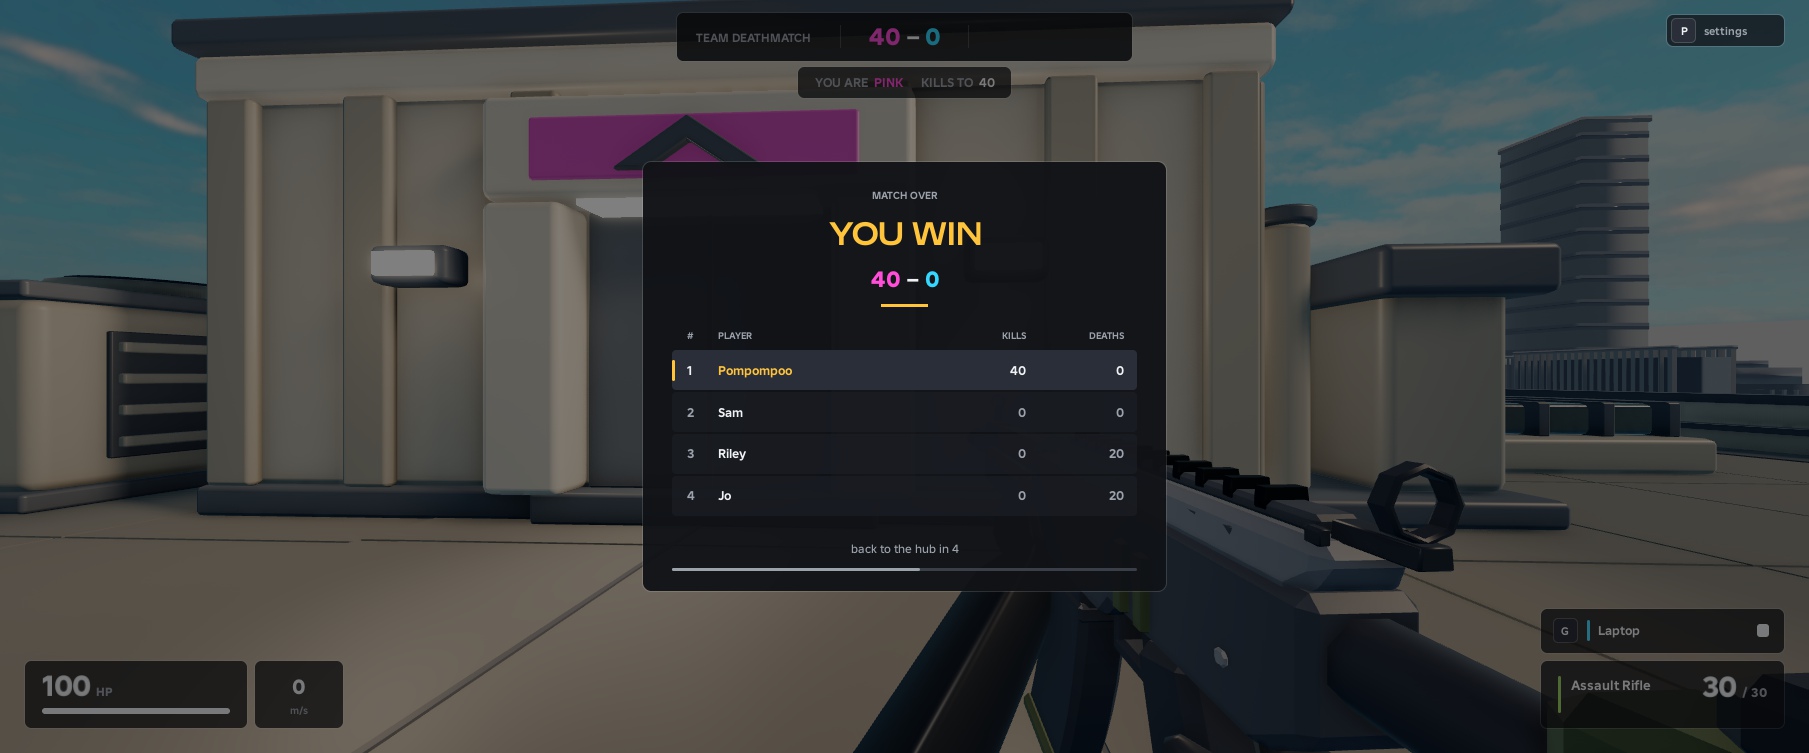 TEAM DEATHMATCH 40 – 0
P settings
YOU ARE PINK KILLS TO 40
MATCH OVER
YOU WIN
40 – 0
# PLAYER KILLS DEATHS
1 Pompompoo 40 0
2 Sam 0 0
3 Riley 0 20
4 Jo 0 20
back to the hub in 4
100 HP
0
m/s
G Laptop
Assault Rifle 30 / 30